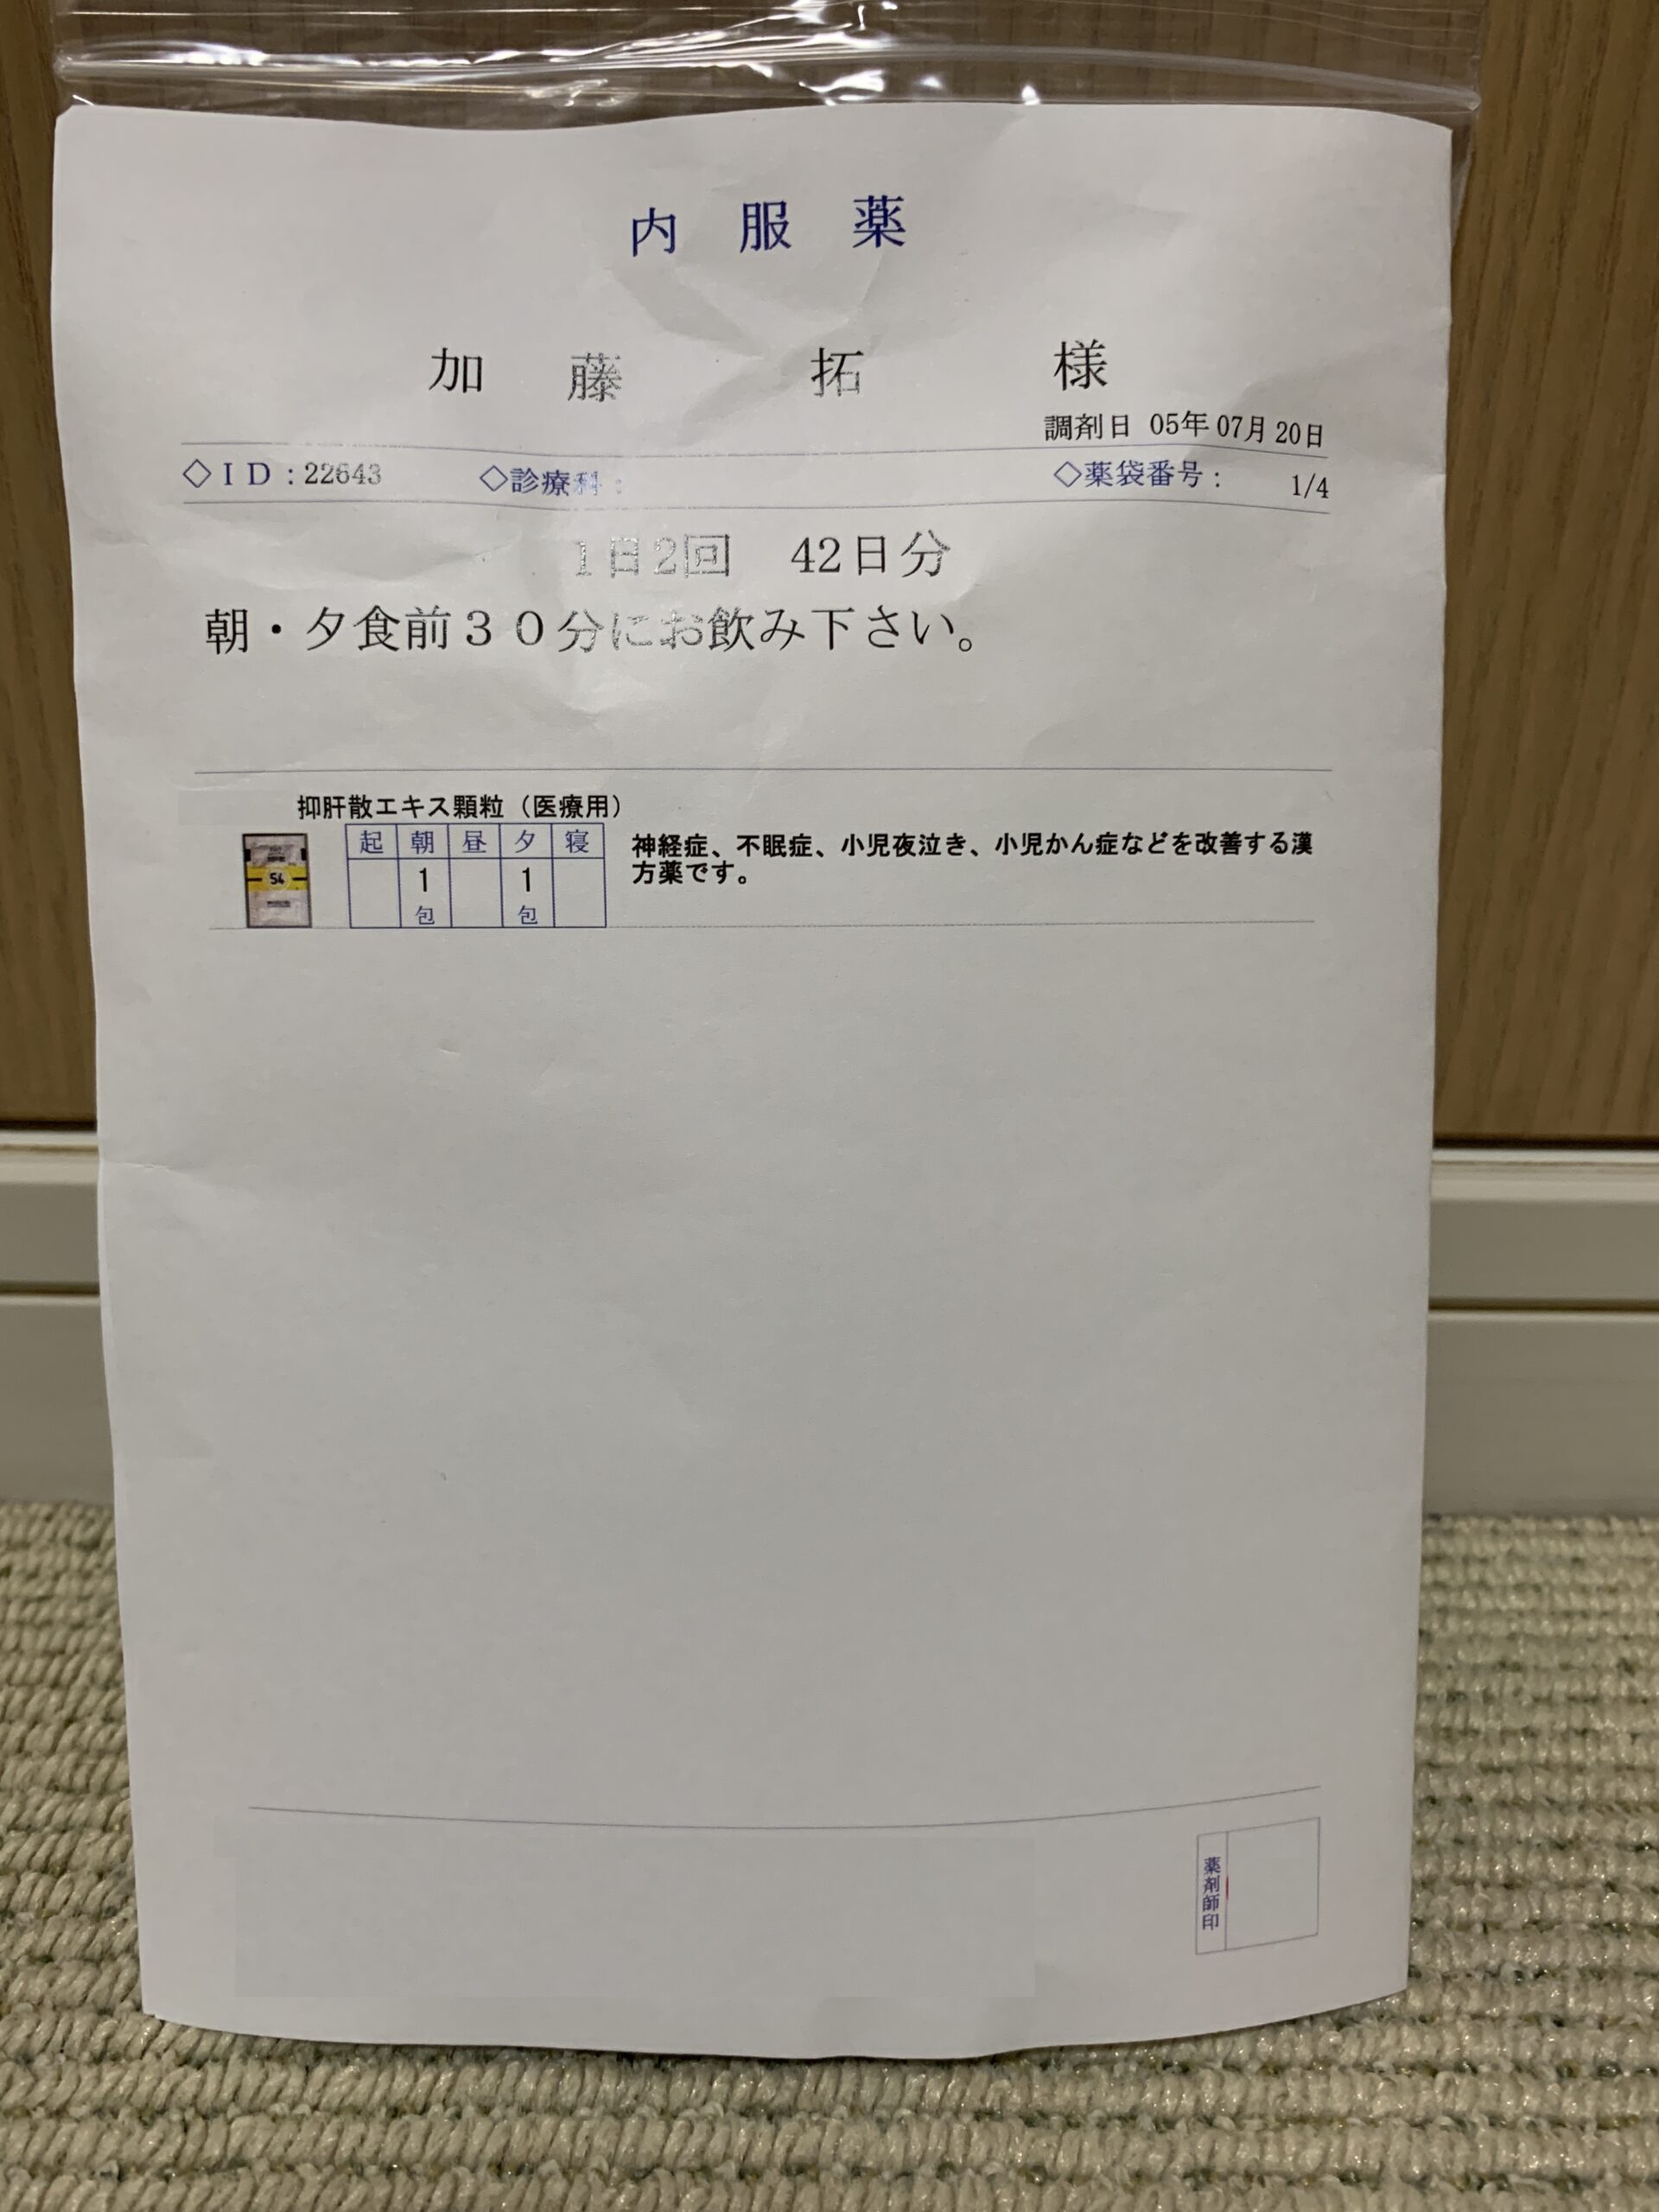 内服薬
加藤 拓 様
調剤日 05年07月20日
◇ＩＤ：22643 ◇診療科： ◇薬袋番号： 1/4
1日2回 42日分
朝・夕食前３０分にお飲み下さい。
抑肝散エキス顆粒（医療用）
起 朝 昼 夕 寝
1 1
包 包
54
神経症、不眠症、小児夜泣き、小児かん症などを改善する漢
方薬です。
薬剤師印